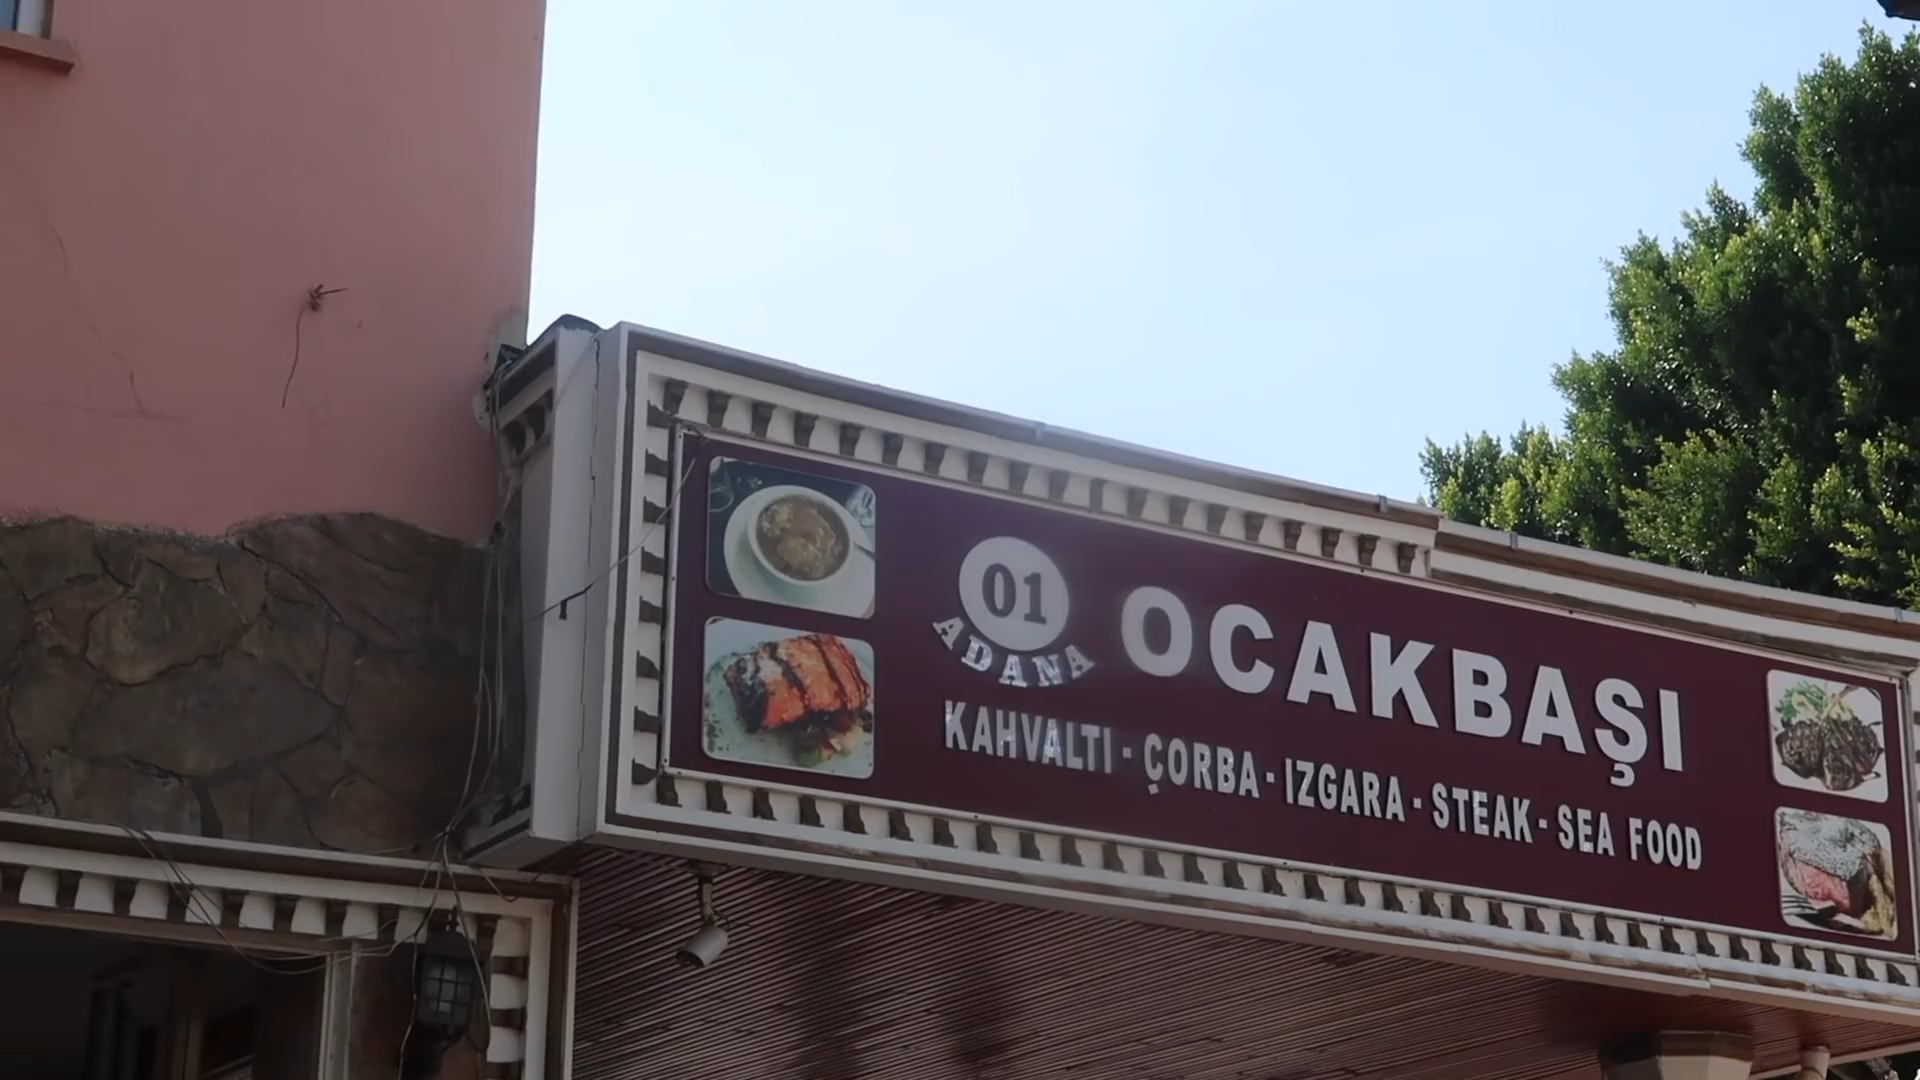 01
ADANA
OCAKBAŞI
KAHVALTI - ÇORBA - IZGARA - STEAK - SEA FOOD